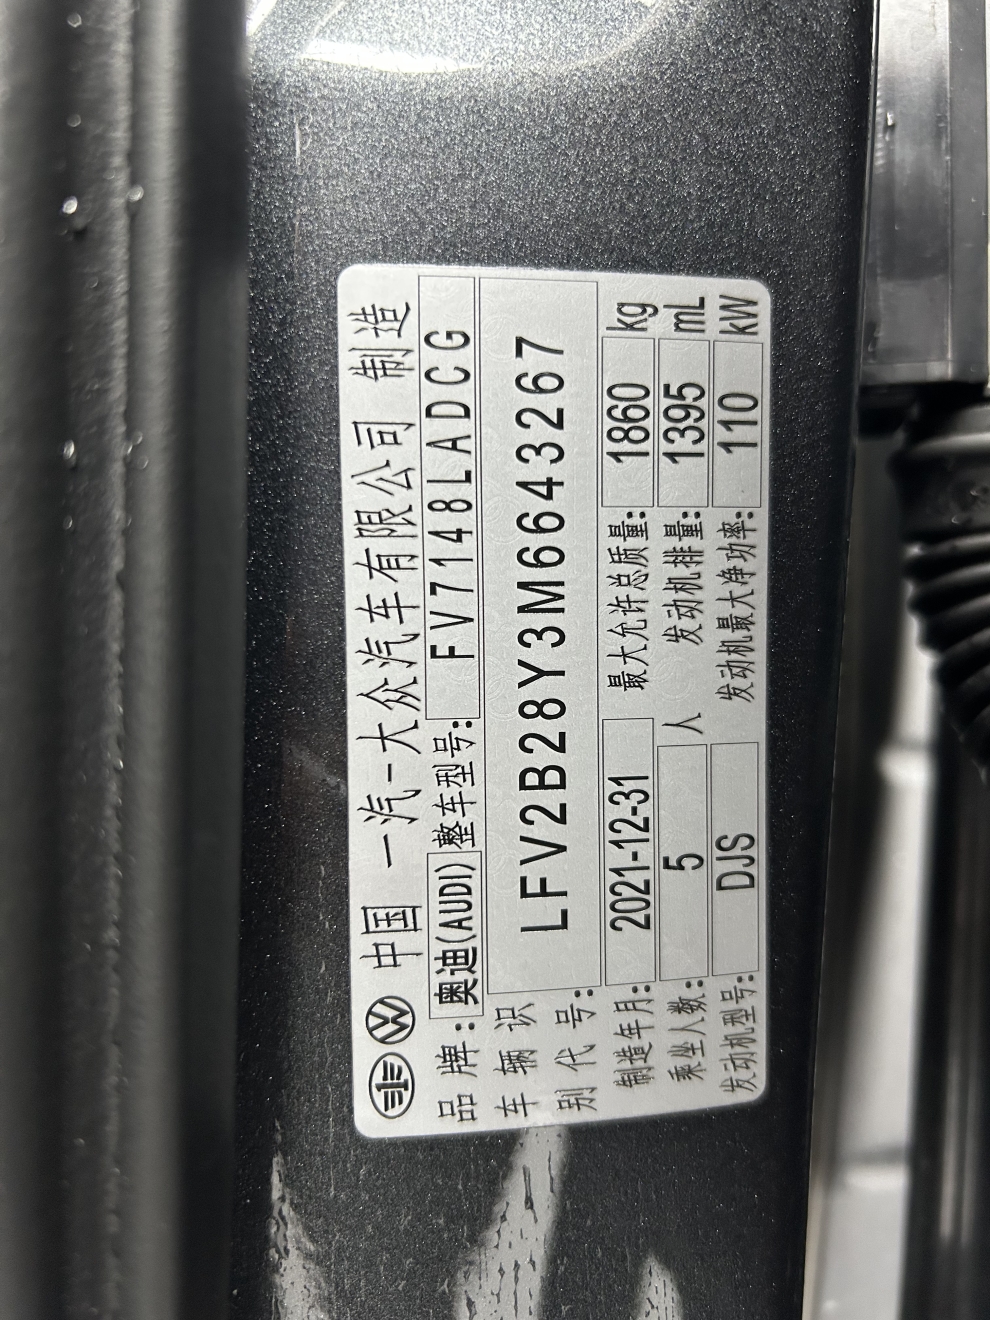 中国 一汽-大众汽车有限公司 制造
品牌: 奥迪(AUDI) 整车型号: FV7148LADCG
车辆识别代号: LFV2B28Y3M6643267
制造年月: 2021-12-31 最大允许总质量: 1860 kg
乘坐人数: 5 人 发动机排量: 1395 mL
发动机型号: DJS 发动机最大净功率: 110 kW